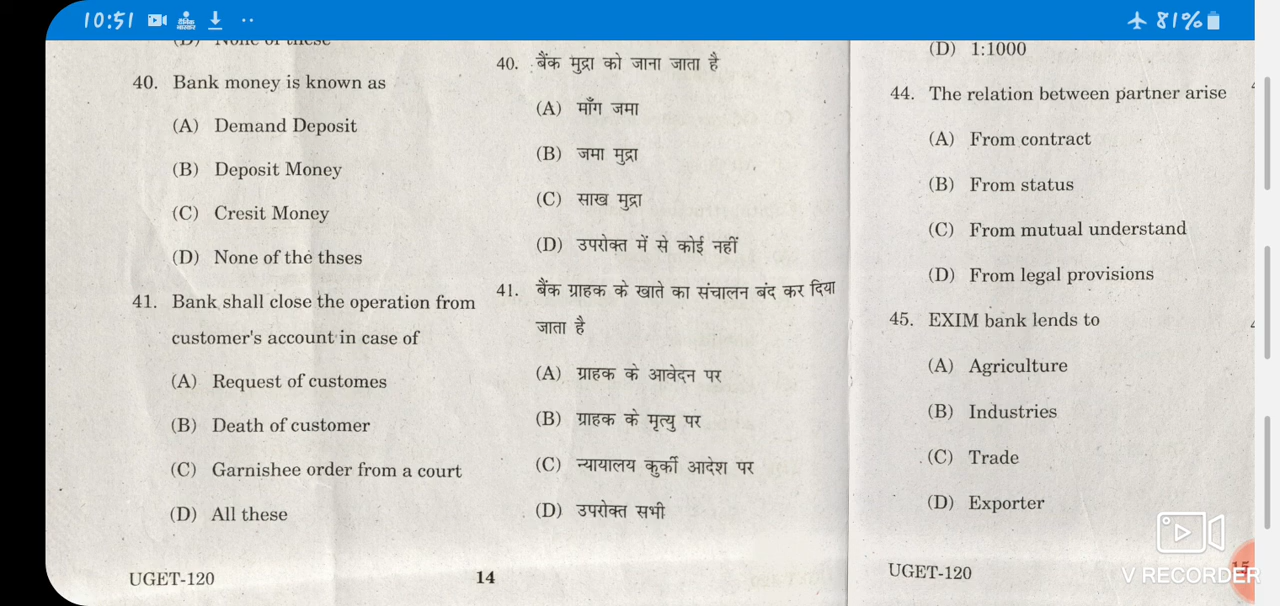 10:51
दैनिक भास्कर
81%
(D) None of these
40. Bank money is known as
(A) Demand Deposit
(B) Deposit Money
(C) Cresit Money
(D) None of the thses
41. Bank shall close the operation from
customer's account in case of
(A) Request of customes
(B) Death of customer
(C) Garnishee order from a court
(D) All these
UGET-120
14
40. बैंक मुद्रा को जाना जाता है
(A) माँग जमा
(B) जमा मुद्रा
(C) साख मुद्रा
(D) उपरोक्त में से कोई नहीं
41. बैंक ग्राहक के खाते का संचालन बंद कर दिया
जाता है
(A) ग्राहक के आवेदन पर
(B) ग्राहक के मृत्यु पर
(C) न्यायालय कुर्की आदेश पर
(D) उपरोक्त सभी
(D) 1:1000
44. The relation between partner arise
(A) From contract
(B) From status
(C) From mutual understand
(D) From legal provisions
45. EXIM bank lends to
(A) Agriculture
(B) Industries
(C) Trade
(D) Exporter
UGET-120
15
V RECORDER